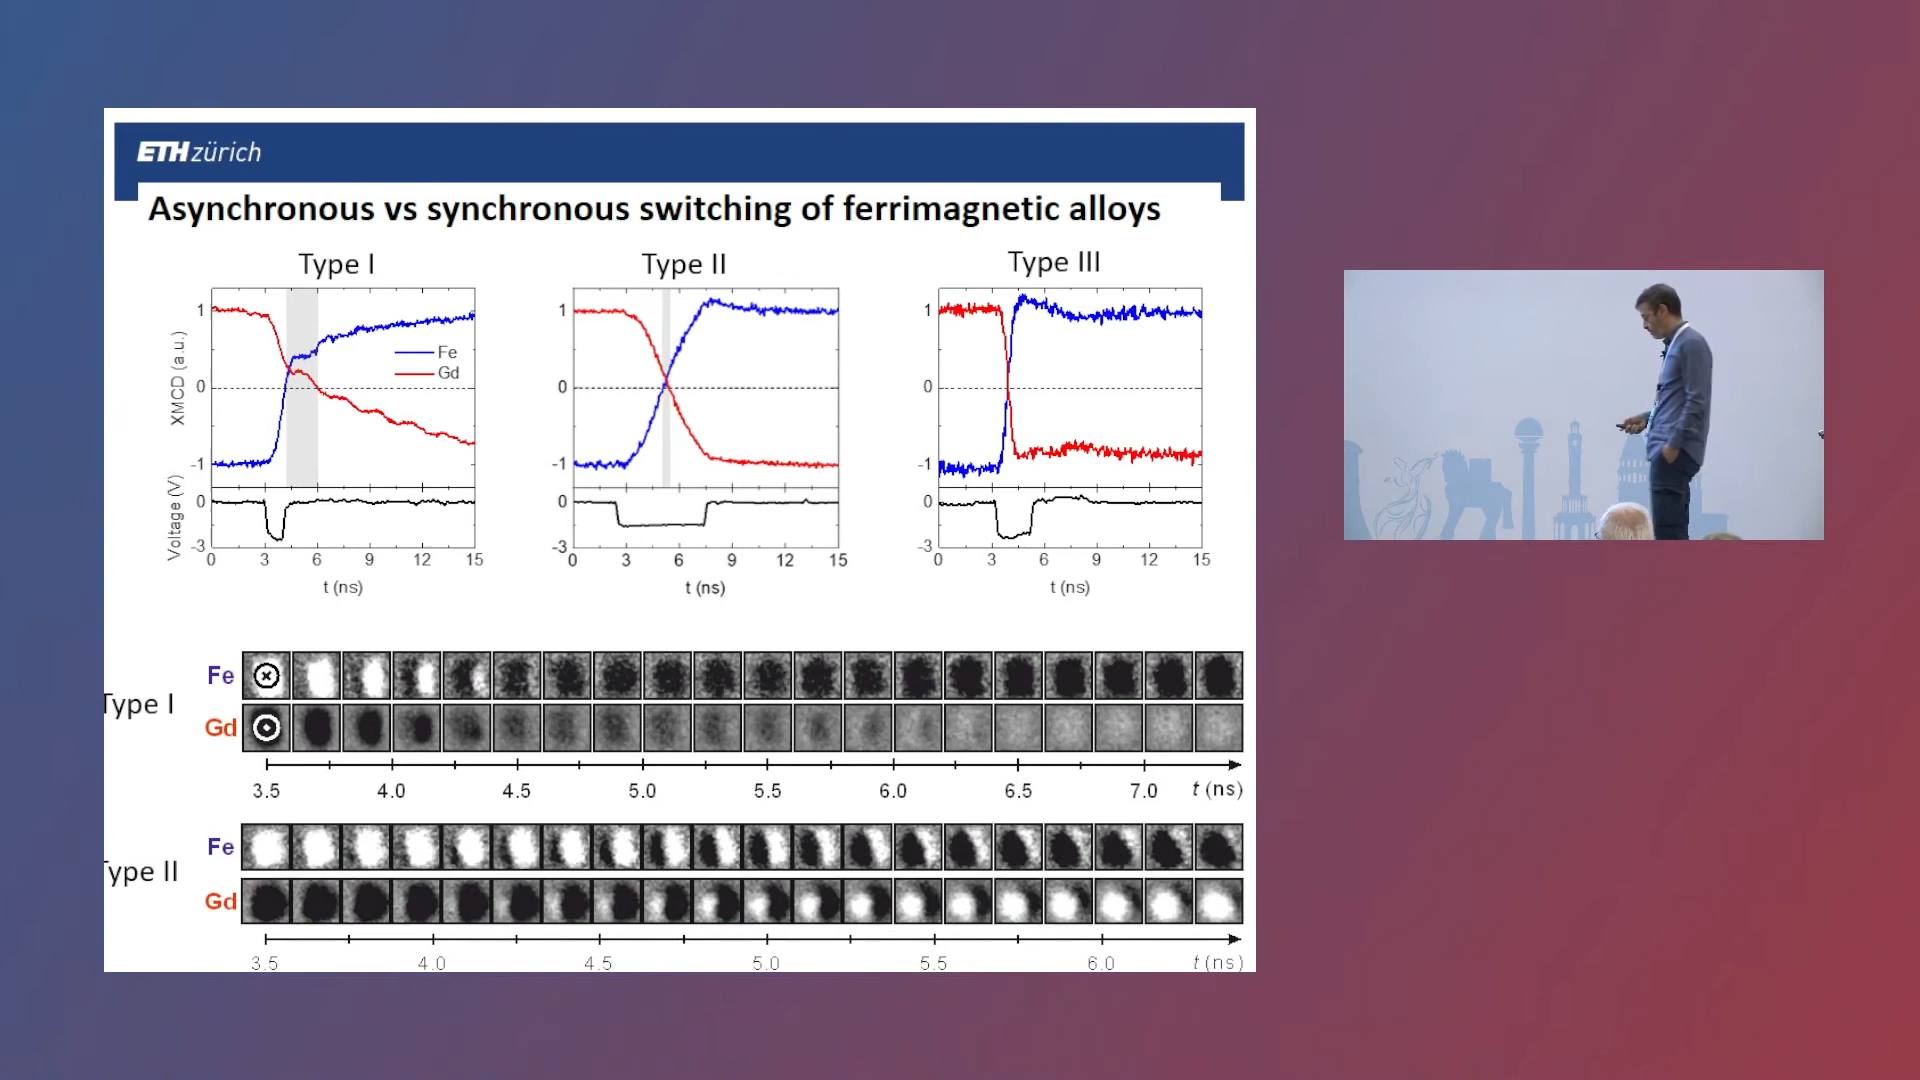 ETH zürich
Asynchronous vs synchronous switching of ferrimagnetic alloys
Type I
Type II
Type III
XMCD (a.u.)
1
0
-1
Fe
Gd
Voltage (V)
0
-3
0 3 6 9 12 15
t (ns)
1
0
-1
0
-3
0 3 6 9 12 15
t (ns)
1
0
-1
0
-3
0 3 6 9 12 15
t (ns)
Type I
Fe
Gd
3.5 4.0 4.5 5.0 5.5 6.0 6.5 7.0 t (ns)
ype II
Fe
Gd
3.5 4.0 4.5 5.0 5.5 6.0 t (ns)